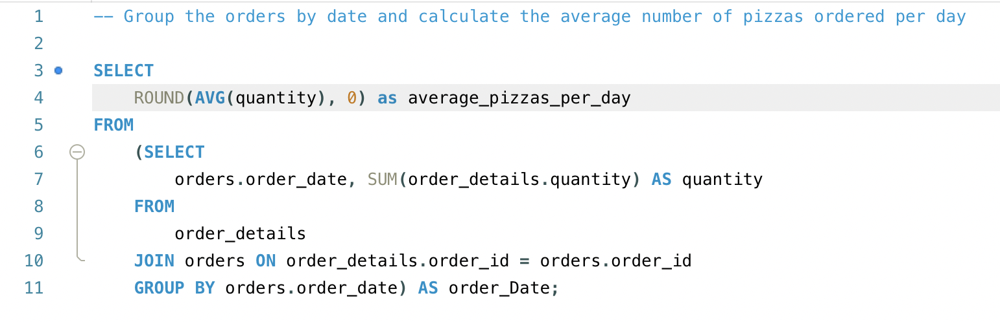 1 -- Group the orders by date and calculate the average number of pizzas ordered per day
2
3 SELECT
4 ROUND(AVG(quantity), 0) as average_pizzas_per_day
5 FROM
6 (SELECT
7 orders.order_date, SUM(order_details.quantity) AS quantity
8 FROM
9 order_details
10 JOIN orders ON order_details.order_id = orders.order_id
11 GROUP BY orders.order_date) AS order_Date;